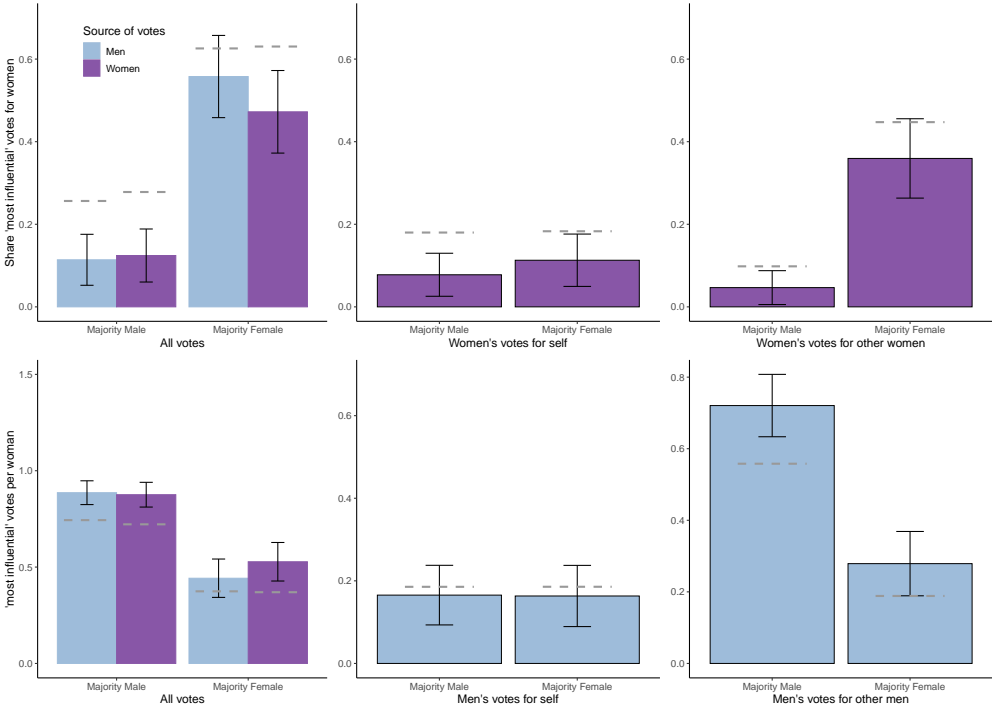 Share 'most influential' votes for women
0.6
0.4
0.2
0.0
Source of votes
Men
Women
Majority Male
Majority Female
All votes
0.6
0.4
0.2
0.0
Majority Male
Majority Female
Women's votes for self
0.6
0.4
0.2
0.0
Majority Male
Majority Female
Women's votes for other women
'most influential' votes per woman
1.5
1.0
0.5
0.0
Majority Male
Majority Female
All votes
0.6
0.4
0.2
0.0
Majority Male
Majority Female
Men's votes for self
0.8
0.6
0.4
0.2
0.0
Majority Male
Majority Female
Men's votes for other men